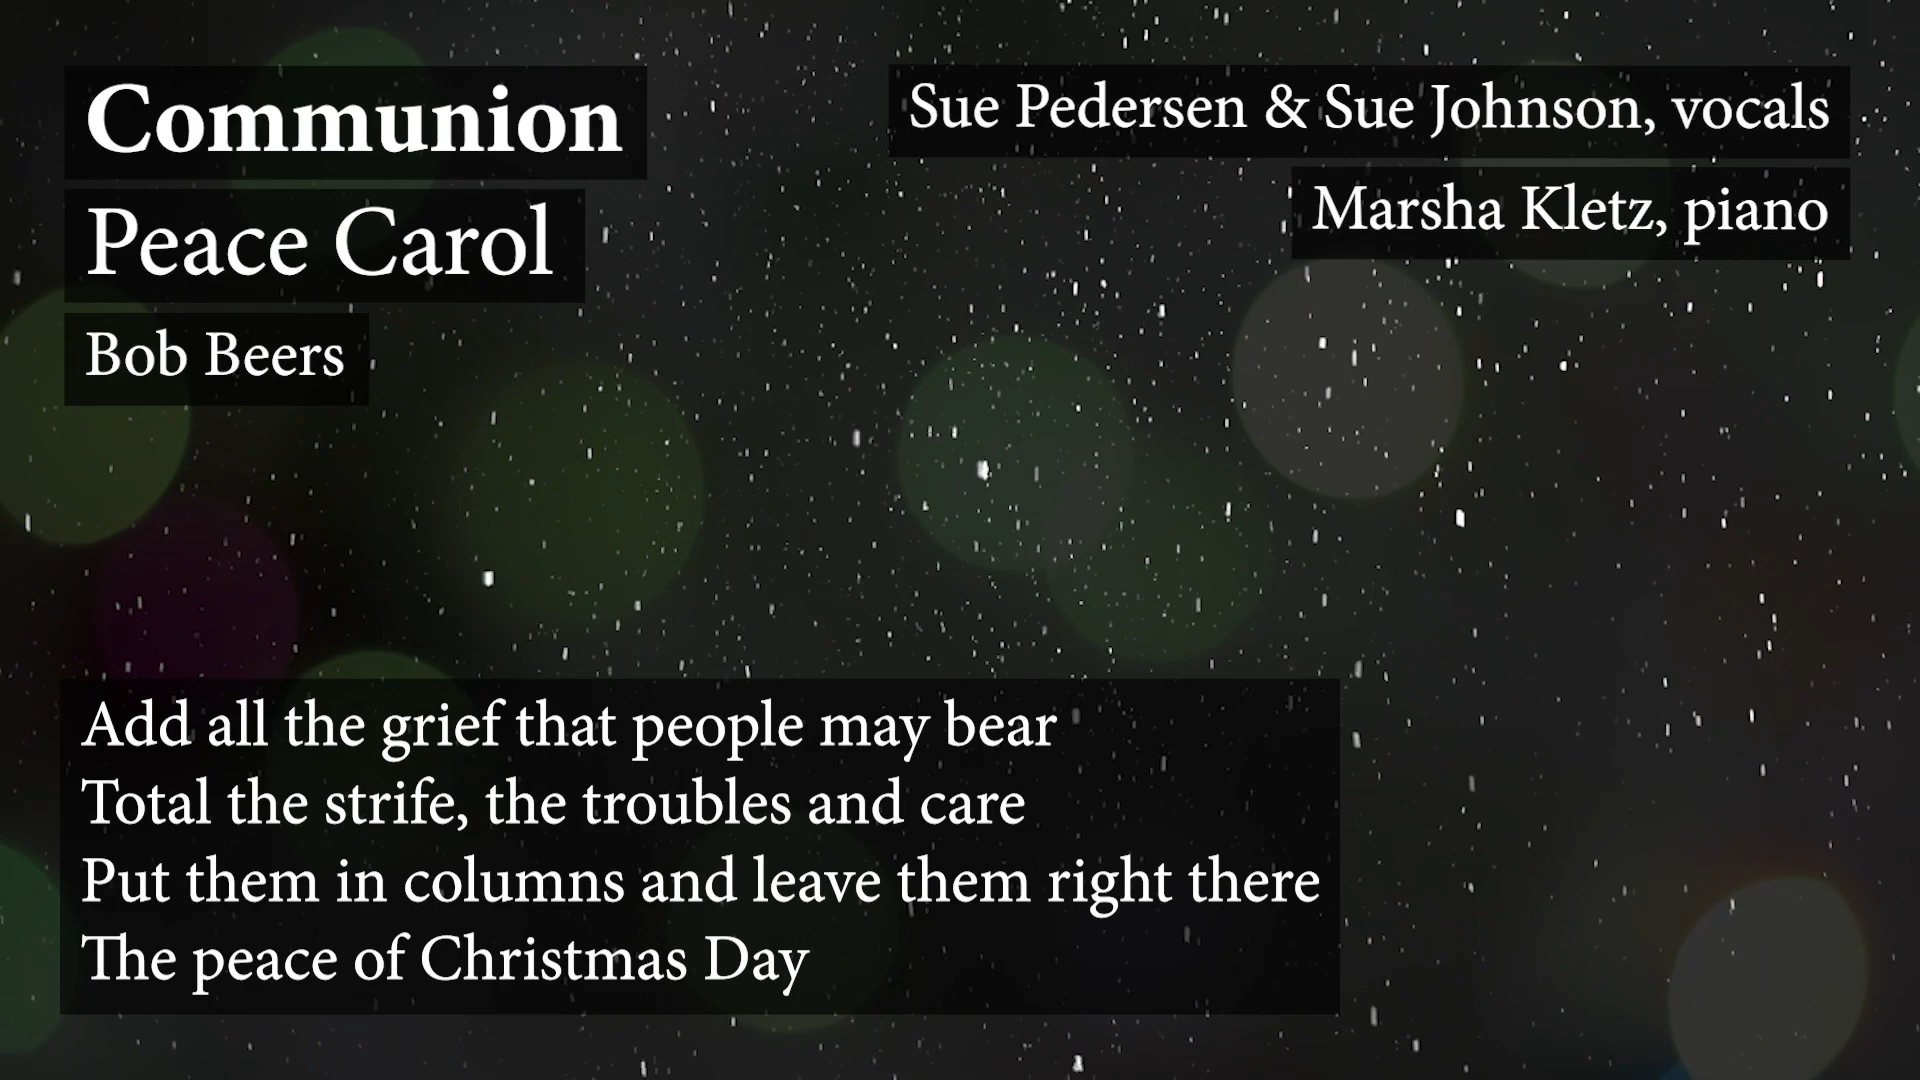 Communion
Peace Carol
Bob Beers
Sue Pedersen & Sue Johnson, vocals
Marsha Kletz, piano
Add all the grief that people may bear
Total the strife, the troubles and care
Put them in columns and leave them right there
The peace of Christmas Day